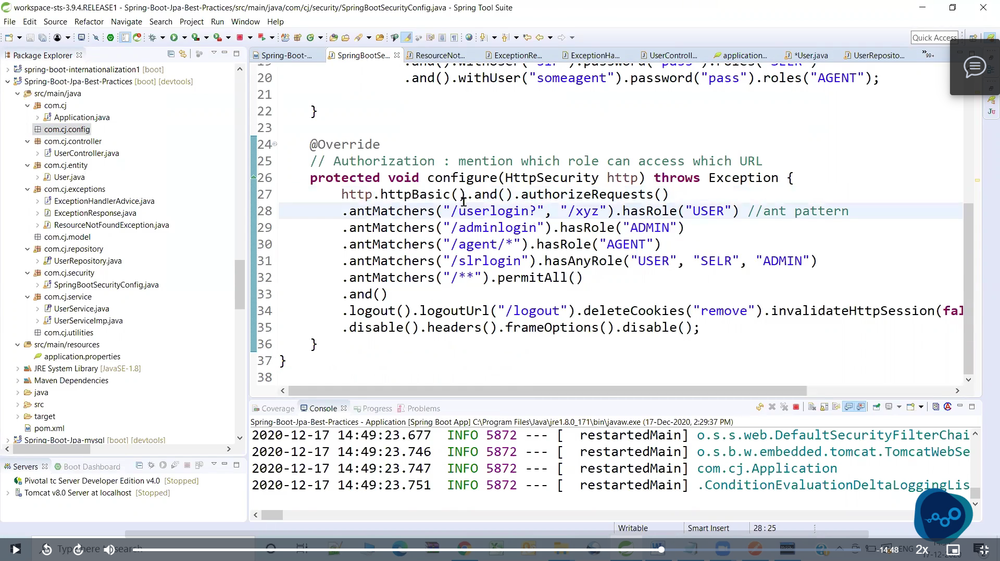 workspace-sts-3.9.4.RELEASE1 - Spring-Boot-Jpa-Best-Practices/src/main/java/com/cj/security/SpringBootSecurityConfig.java - Spring Tool Suite
File Edit Source Refactor Navigate Search Project Run Window Help
Quick Access
Package Explorer
spring-boot-internationalization1 [boot]
Spring-Boot-Jpa-Best-Practices [boot] [devtools]
src/main/java
com.cj
Application.java
com.cj.config
com.cj.controller
UserController.java
com.cj.entity
User.java
com.cj.exceptions
ExceptionHandlerAdvice.java
ExceptionResponse.java
ResourceNotFoundException.java
com.cj.model
com.cj.repository
UserRepository.java
com.cj.security
SpringBootSecurityConfig.java
com.cj.service
UserService.java
UserServiceImp.java
com.cj.utilities
src/main/resources
application.properties
JRE System Library [JavaSE-1.8]
Maven Dependencies
java
src
target
pom.xml
Spring-Boot-Jpa-mysql [boot] [devtools]
Servers Boot Dashboard
Pivotal tc Server Developer Edition v4.0 [Stopped]
Tomcat v8.0 Server at localhost [Stopped]
Spring-Boot-... SpringBootSe... ResourceNot... ExceptionRe... ExceptionHa... UserControll... application... *User.java UserReposito... 99+
19 .and().withUser("slr").password("pass").roles("SELR")
20 .and().withUser("someagent").password("pass").roles("AGENT");
21
22 }
23
24 @Override
25 // Authorization : mention which role can access which URL
26 protected void configure(HttpSecurity http) throws Exception {
27 http.httpBasic().and().authorizeRequests()
28 .antMatchers("/userlogin?", "/xyz").hasRole("USER") //ant pattern
29 .antMatchers("/adminlogin").hasRole("ADMIN")
30 .antMatchers("/agent/*").hasRole("AGENT")
31 .antMatchers("/slrlogin").hasAnyRole("USER", "SELR", "ADMIN")
32 .antMatchers("/**").permitAll()
33 .and()
34 .logout().logoutUrl("/logout").deleteCookies("remove").invalidateHttpSession(fal
35 .disable().headers().frameOptions().disable();
36 }
37 }
38
Coverage Console Progress Problems
Spring-Boot-Jpa-Best-Practices - Application [Spring Boot App] C:\Program Files\Java\jre1.8.0_171\bin\javaw.exe (17-Dec-2020, 2:29:37 PM)
2020-12-17 14:49:23.677 INFO 5872 --- [ restartedMain] o.s.s.web.DefaultSecurityFilterChai
2020-12-17 14:49:23.746 INFO 5872 --- [ restartedMain] o.s.b.w.embedded.tomcat.TomcatWebSe
2020-12-17 14:49:23.747 INFO 5872 --- [ restartedMain] com.cj.Application
2020-12-17 14:49:23.751 INFO 5872 --- [ restartedMain] .ConditionEvaluationDeltaLoggingLis
Writable Smart Insert 28 : 25
Type here to search
-14:48 ENG 2x